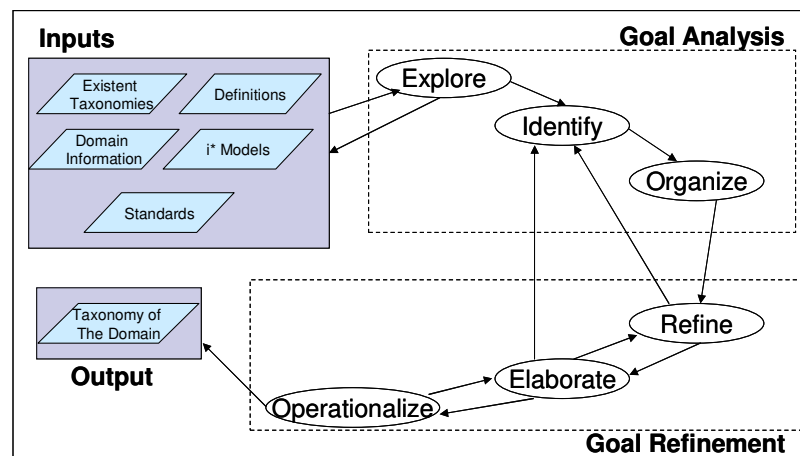 Inputs
Existent
Taxonomies
Definitions
Domain
Information
i* Models
Standards
Goal Analysis
Explore
Identify
Organize
Taxonomy of
The Domain
Output
Refine
Elaborate
Operationalize
Goal Refinement